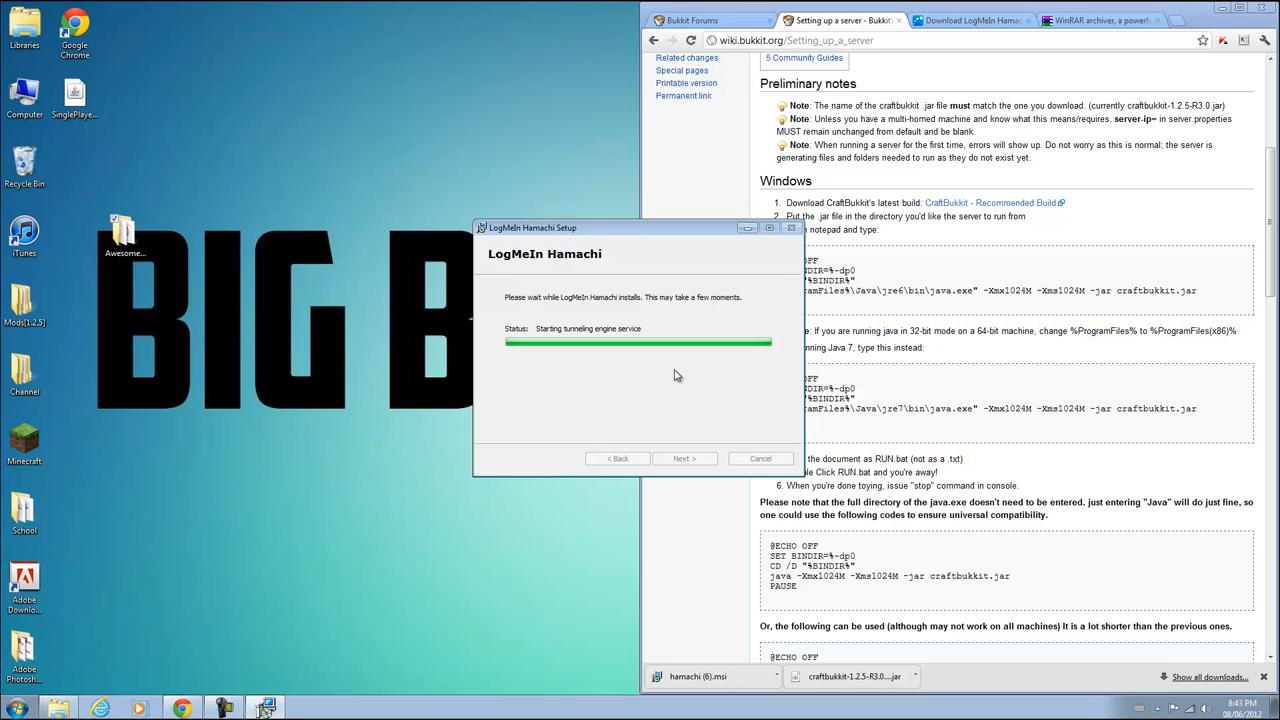 Libraries
Google
Chrome
Computer
SinglePlaye...
Recycle Bin
iTunes
Awesome...
Mods[1.2.5]
Channel
Minecraft
School
Adobe
Downlo...
Adobe
Photosh...
BIG B
Bukkit Forums
Setting up a server - Bukkit
Download LogMeIn Hamac
WinRAR archiver, a powerf
wiki.bukkit.org/Setting_up_a_server
Related changes
Special pages
Printable version
Permanent link
5 Community Guides
Preliminary notes
Note: The name of the craftbukkit .jar file must match the one you download. (currently craftbukkit-1.2.5-R3.0.jar)
Note: Unless you have a multi-homed machine and know what this means/requires, server-ip= in server.properties
MUST remain unchanged from default and be blank.
Note: When running a server for the first time, errors will show up. Do not worry as this is normal; the server is
generating files and folders needed to run as they do not exist yet.
Windows
1. Download CraftBukkit's latest build: CraftBukkit - Recommended Build
2. Put the .jar file in the directory you'd like the server to run from
n notepad and type:
OFF
NDIR=%~dp0
"%BINDIR%"
ramFiles%\Java\jre6\bin\java.exe" -Xmx1024M -Xms1024M -jar craftbukkit.jar
e: If you are running java in 32-bit mode on a 64-bit machine, change %ProgramFiles% to %ProgramFiles(x86)%
nning Java 7, type this instead:
OFF
NDIR=%~dp0
"%BINDIR%"
ramFiles%\Java\jre7\bin\java.exe" -Xmx1024M -Xms1024M -jar craftbukkit.jar
the document as RUN.bat (not as a .txt)
le Click RUN.bat and you're away!
6. When you're done toying, issue "stop" command in console.
Please note that the full directory of the java.exe doesn't need to be entered. just entering "Java" will do just fine, so
one could use the following codes to ensure universal compatibility.
@ECHO OFF
SET BINDIR=%~dp0
CD /D "%BINDIR%"
java -Xmx1024M -Xms1024M -jar craftbukkit.jar
PAUSE
Or, the following can be used (although may not work on all machines) It is a lot shorter than the previous ones.
@ECHO OFF
LogMeIn Hamachi Setup
LogMeIn Hamachi
Please wait while LogMeIn Hamachi installs. This may take a few moments.
Status: Starting tunneling engine service
< Back
Next >
Cancel
hamachi (6).msi
craftbukkit-1.2.5-R3.0....jar
Show all downloads...
8:43 PM
08/06/2012